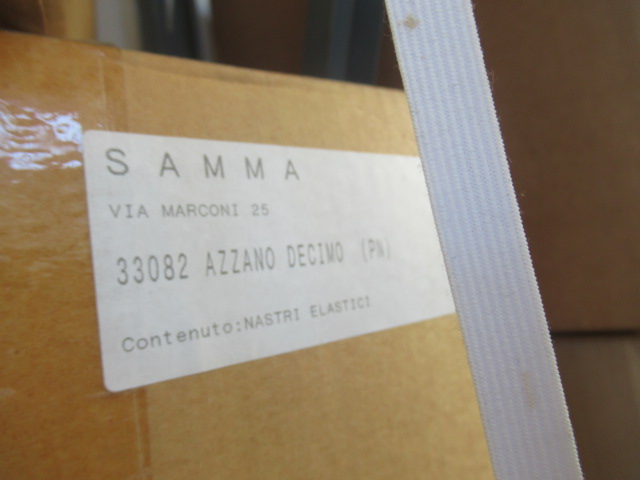 SAMMA
VIA MARCONI 25
33082 AZZANO DECIMO (PN)
Contenuto:NASTRI ELASTICI